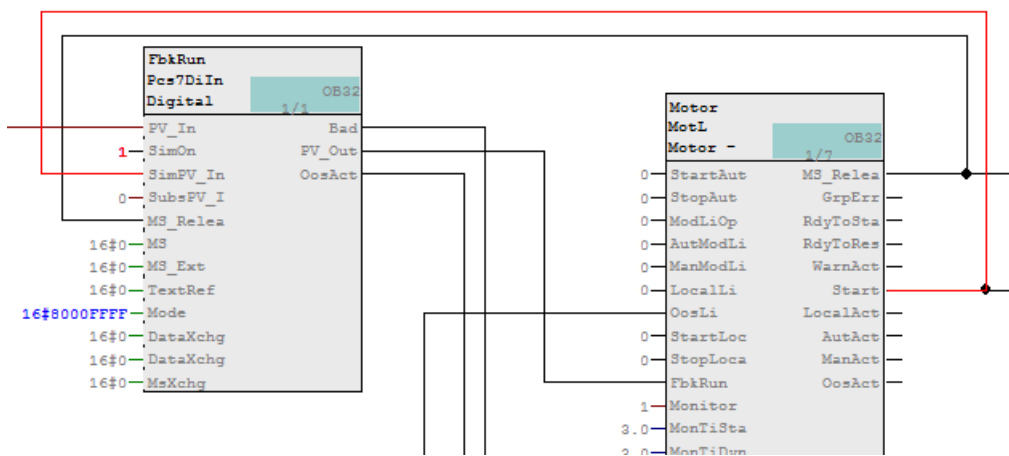 FbkRun
Pcs7DiIn
Digital
OB32
1/1
PV_In
Bad
1
SimOn
PV_Out
SimPV_In
OosAct
0
SubsPV_I
MS_Relea
16#0
MS
16#0
MS_Ext
16#0
TextRef
16#8000FFFF
Mode
16#0
DataXchg
16#0
DataXchg
16#0
MsXchg
Motor
MotL
Motor -
OB32
1/7
0
StartAut
MS_Relea
0
StopAut
GrpErr
0
ModLiOp
RdyToSta
0
AutModLi
RdyToRes
0
ManModLi
WarnAct
0
LocalLi
Start
OosLi
LocalAct
0
StartLoc
AutAct
0
StopLoca
ManAct
FbkRun
OosAct
1
Monitor
3.0
MonTiSta
3.0
MonTiDyn